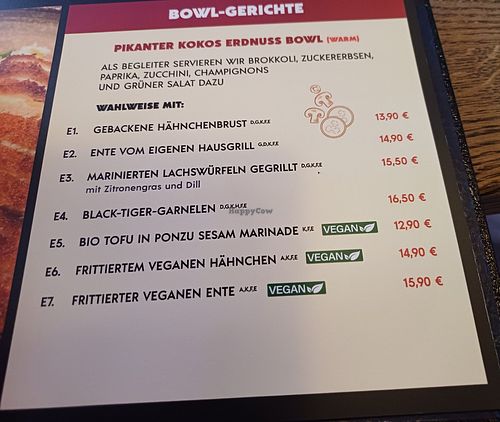 BOWL-GERICHTE
PIKANTER KOKOS ERDNUSS BOWL (WARM)
ALS BEGLEITER SERVIEREN WIR BROKKOLI, ZUCKERERBSEN,
PAPRIKA, ZUCCHINI, CHAMPIGNONS
UND GRÜNER SALAT DAZU
WAHLWEISE MIT:
E1. GEBACKENE HÄHNCHENBRUST D,G,K,F,E 13,90 €
E2. ENTE VOM EIGENEN HAUSGRILL G,D,K,F,E 14,90 €
E3. MARINIERTEN LACHSWÜRFELN GEGRILLT D,G,K,F,E 15,50 €
mit Zitronengras und Dill
E4. BLACK-TIGER-GARNELEN D,G,K,H,F,E 16,50 €
HappyCow
E5. BIO TOFU IN PONZU SESAM MARINADE K,F,E VEGAN 12,90 €
E6. FRITTIERTEM VEGANEN HÄHNCHEN A,K,F,E VEGAN 14,90 €
E7. FRITTIERTER VEGANEN ENTE A,K,F,E VEGAN 15,90 €